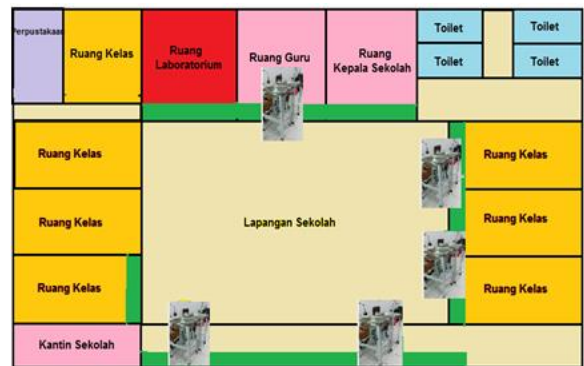 Perpustakaan
Ruang Kelas
Ruang
Laboratorium
Ruang Guru
Ruang
Kepala Sekolah
Toilet
Toilet
Toilet
Toilet
Ruang Kelas
Ruang Kelas
Ruang Kelas
Lapangan Sekolah
Ruang Kelas
Ruang Kelas
Ruang Kelas
Kantin Sekolah